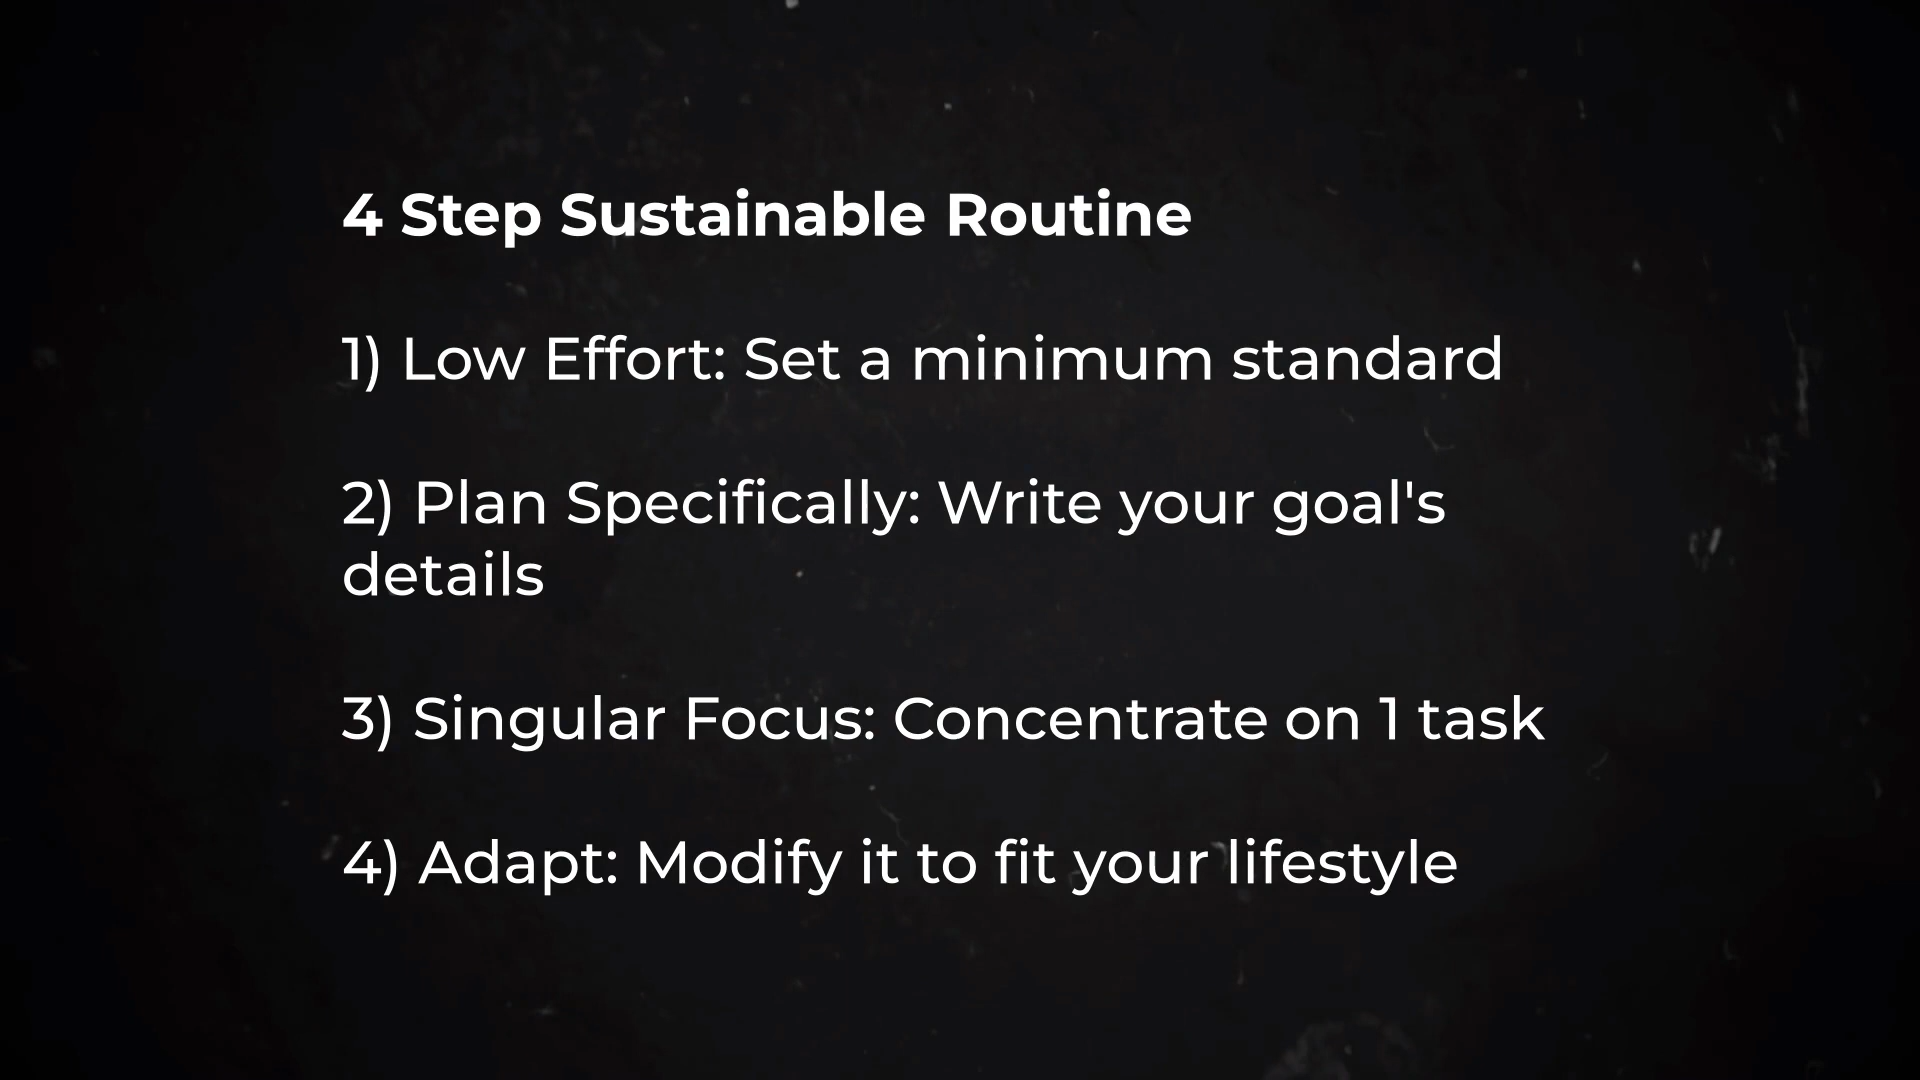 4 Step Sustainable Routine
1) Low Effort: Set a minimum standard
2) Plan Specifically: Write your goal's
details
3) Singular Focus: Concentrate on 1 task
4) Adapt: Modify it to fit your lifestyle